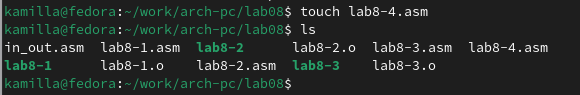 kamilla@fedora:~/work/arch-pc/lab08$ touch lab8-4.asm
kamilla@fedora:~/work/arch-pc/lab08$ ls
in_out.asm  lab8-1.asm  lab8-2      lab8-2.o  lab8-3.asm  lab8-4.asm
lab8-1      lab8-1.o    lab8-2.asm  lab8-3    lab8-3.o
kamilla@fedora:~/work/arch-pc/lab08$